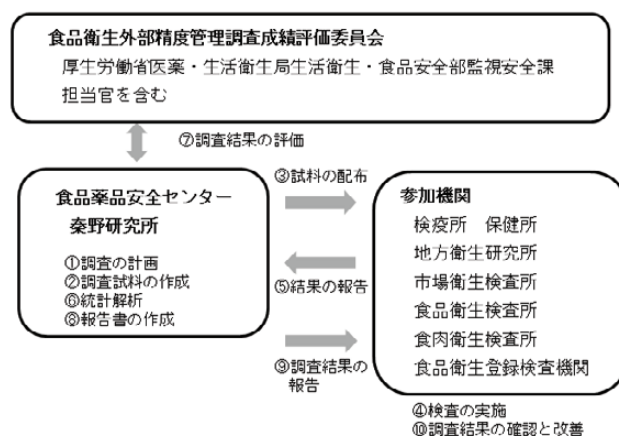 食品衛生外部精度管理調査成績評価委員会
厚生労働省医薬・生活衛生局生活衛生・食品安全部監視安全課
担当官を含む
⑦調査結果の評価
食品薬品安全センター
秦野研究所
①調査の計画
②調査試料の作成
⑥統計解析
⑧報告書の作成
③試料の配布
⑤結果の報告
⑨調査結果の
報告
参加機関
検疫所 保健所
地方衛生研究所
市場衛生検査所
食品衛生検査所
食肉衛生検査所
食品衛生登録検査機関
④検査の実施
⑩調査結果の確認と改善